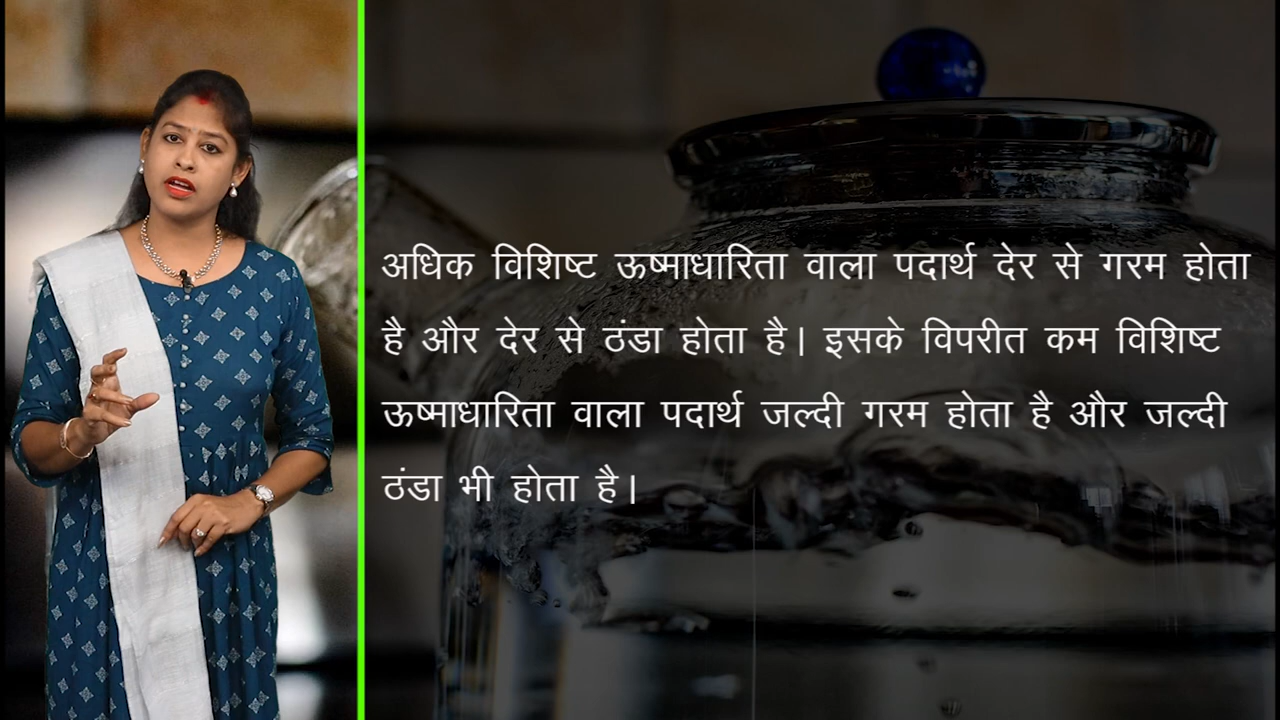 अधिक विशिष्ट ऊष्माधारिता वाला पदार्थ देर से गरम होता
है और देर से ठंडा होता है। इसके विपरीत कम विशिष्ट
ऊष्माधारिता वाला पदार्थ जल्दी गरम होता है और जल्दी
ठंडा भी होता है।